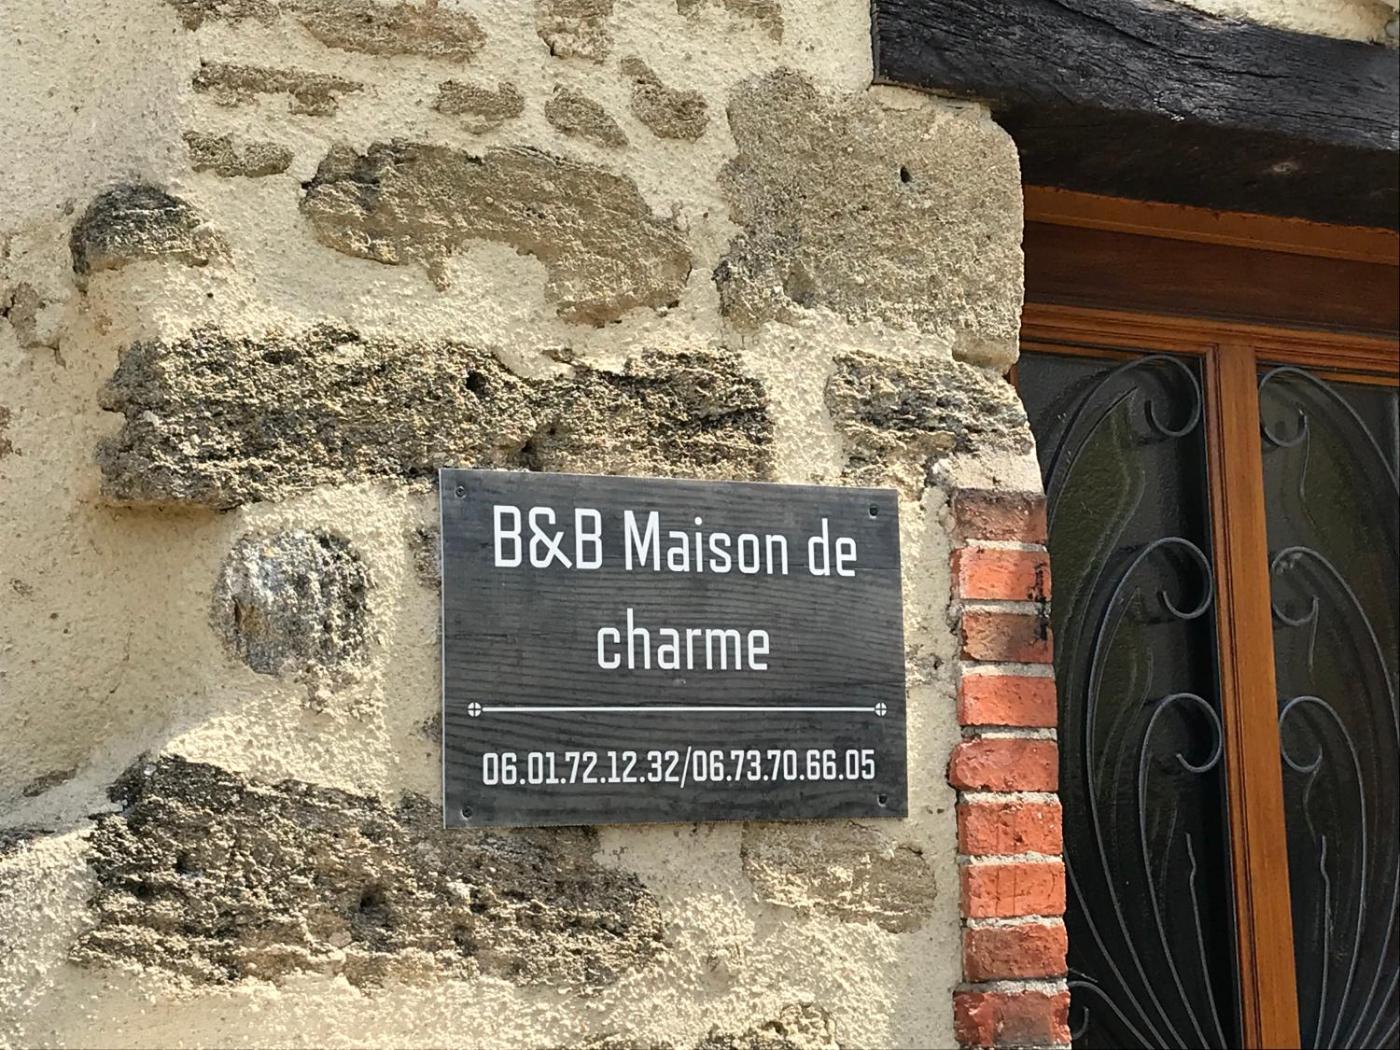 B&B Maison de
charme
06.01.72.12.32/06.73.70.66.05